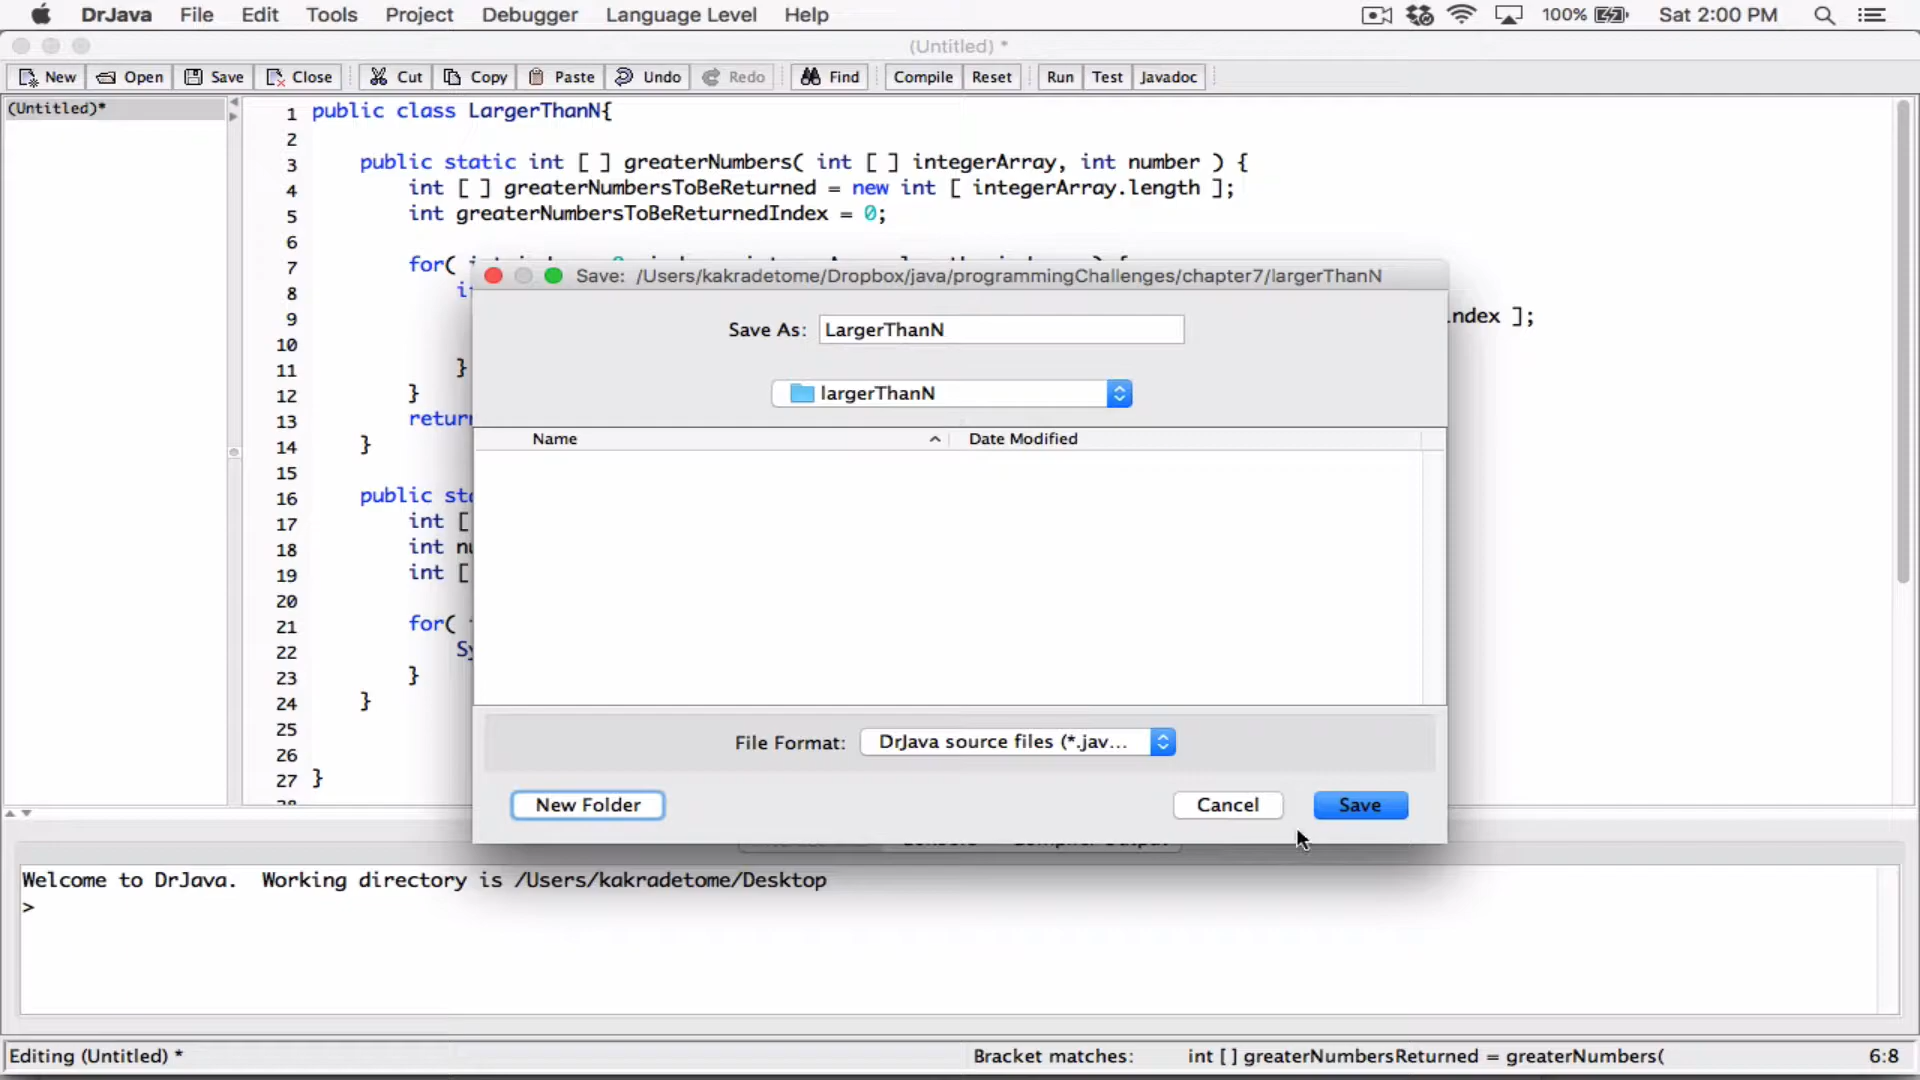 DrJava File Edit Tools Project Debugger Language Level Help 100% Sat 2:00 PM
(Untitled) *
New Open Save Close Cut Copy Paste Undo Redo Find Compile Reset Run Test Javadoc
(Untitled)*
1 public class LargerThanN{
2
3 public static int [ ] greaterNumbers( int [ ] integerArray, int number ) {
4 int [ ] greaterNumbersToBeReturned = new int [ integerArray.length ];
5 int greaterNumbersToBeReturnedIndex = 0;
6
7 for(
8
9 ndex ];
10
11 }
12 }
13 return
14 }
15
16 public
17 int [
18 int
19 int [
20
21 for(
22
23 }
24 }
25
26
27 }
Save: /Users/kakradetome/Dropbox/java/programmingChallenges/chapter7/largerThanN
Save As: LargerThanN
largerThanN
Name Date Modified
File Format: DrJava source files (*.jav...
New Folder Cancel Save
Welcome to DrJava. Working directory is /Users/kakradetome/Desktop
>
Editing (Untitled) * Bracket matches: int [ ] greaterNumbersReturned = greaterNumbers( 6:8